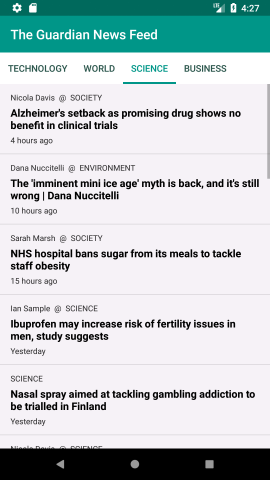 4:27
The Guardian News Feed
TECHNOLOGY WORLD SCIENCE BUSINESS
Nicola Davis @ SOCIETY
Alzheimer's setback as promising drug shows no
benefit in clinical trials
4 hours ago
Dana Nuccitelli @ ENVIRONMENT
The 'imminent mini ice age' myth is back, and it's still
wrong | Dana Nuccitelli
10 hours ago
Sarah Marsh @ SOCIETY
NHS hospital bans sugar from its meals to tackle
staff obesity
15 hours ago
Ian Sample @ SCIENCE
Ibuprofen may increase risk of fertility issues in
men, study suggests
Yesterday
SCIENCE
Nasal spray aimed at tackling gambling addiction to
be trialled in Finland
Yesterday
Nicola Davis @ SCIENCE